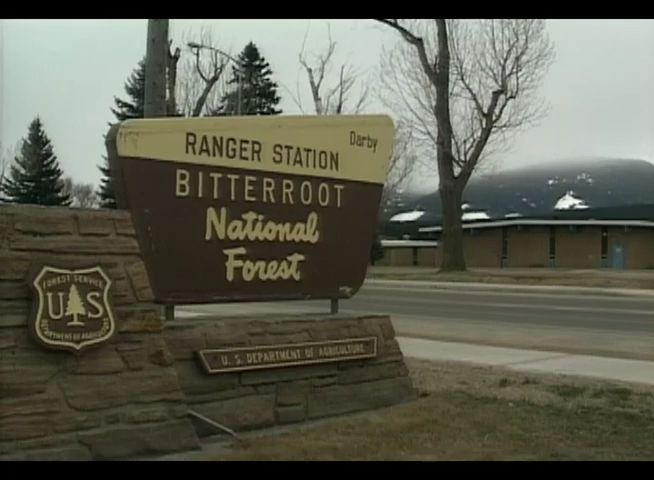 Darby
RANGER STATION
BITTERROOT
National
Forest
FOREST SERVICE
U S
DEPARTMENT OF AGRICULTURE
U.S. DEPARTMENT OF AGRICULTURE